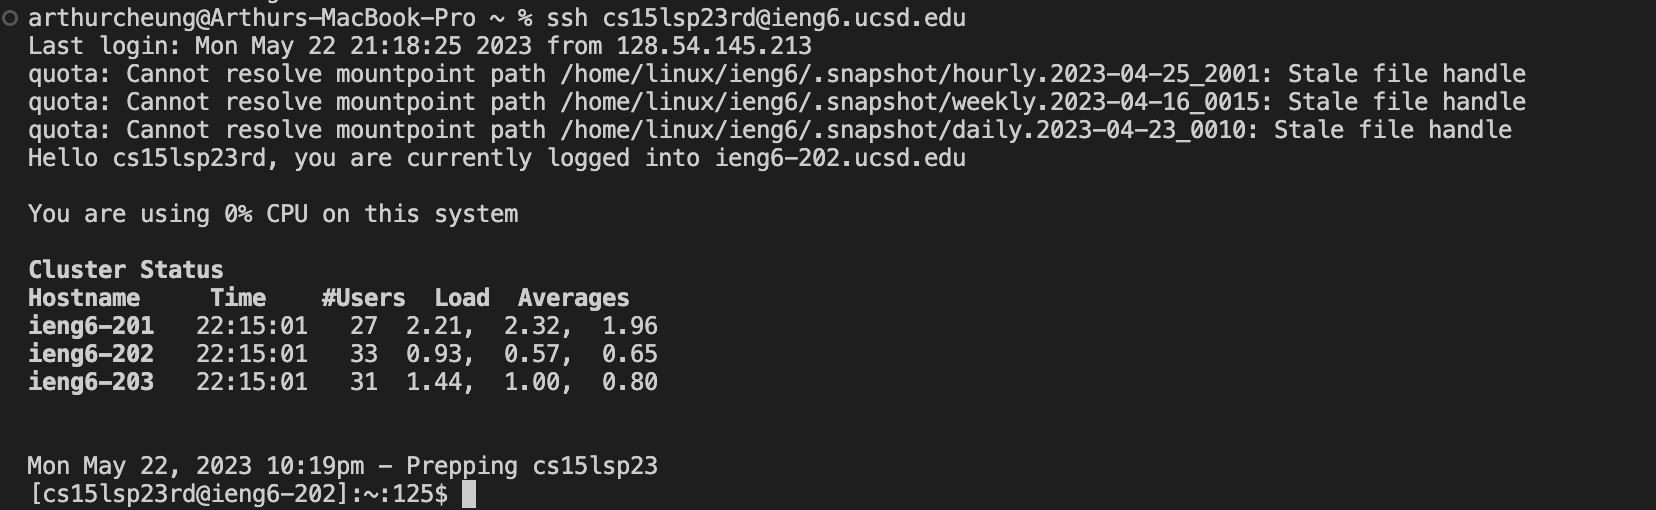 arthurcheung@Arthurs-MacBook-Pro ~ % ssh cs15lsp23rd@ieng6.ucsd.edu
Last login: Mon May 22 21:18:25 2023 from 128.54.145.213
quota: Cannot resolve mountpoint path /home/linux/ieng6/.snapshot/hourly.2023-04-25_2001: Stale file handle
quota: Cannot resolve mountpoint path /home/linux/ieng6/.snapshot/weekly.2023-04-16_0015: Stale file handle
quota: Cannot resolve mountpoint path /home/linux/ieng6/.snapshot/daily.2023-04-23_0010: Stale file handle
Hello cs15lsp23rd, you are currently logged into ieng6-202.ucsd.edu
You are using 0% CPU on this system
Cluster Status
Hostname     Time    #Users  Load  Averages
ieng6-201   22:15:01   27  2.21,  2.32,  1.96
ieng6-202   22:15:01   33  0.93,  0.57,  0.65
ieng6-203   22:15:01   31  1.44,  1.00,  0.80
Mon May 22, 2023 10:19pm - Prepping cs15lsp23
[cs15lsp23rd@ieng6-202]:~:125$